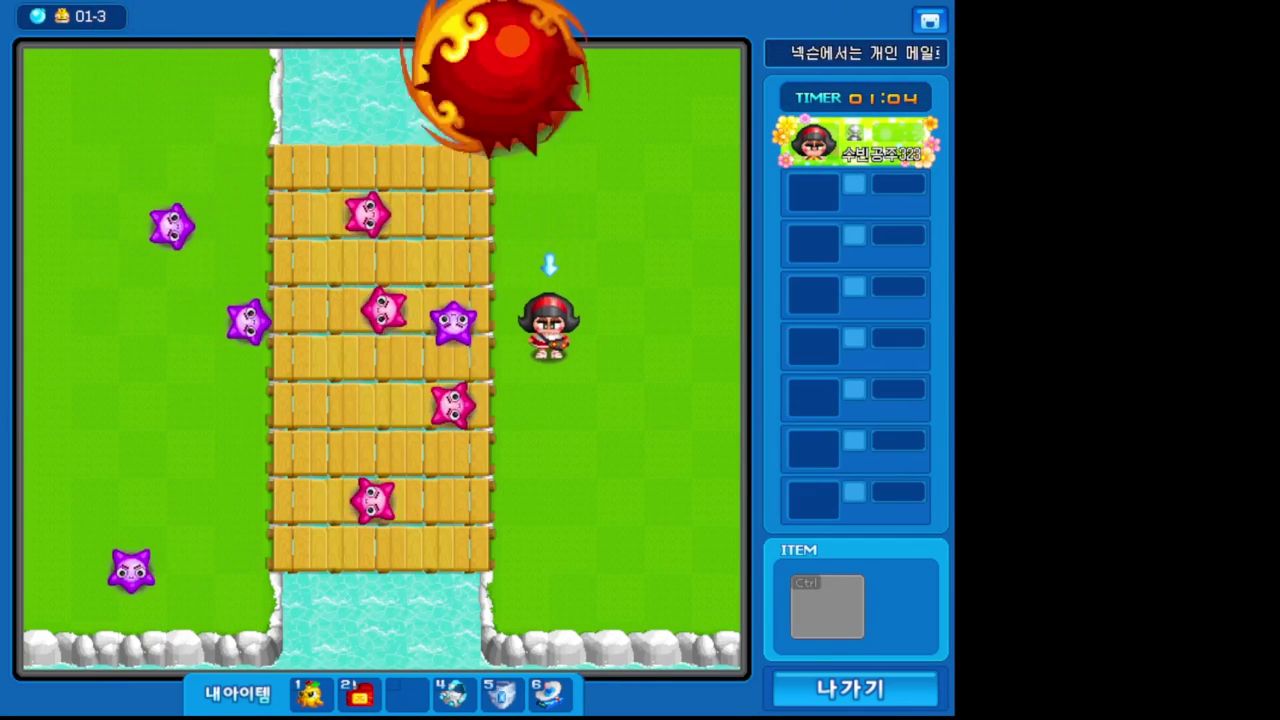 01-3
넥슨에서는 개인 메일
TIMER 01:04
수빈공주323
ITEM
Ctrl
내 아이템
1
2
4
5
6
나가기